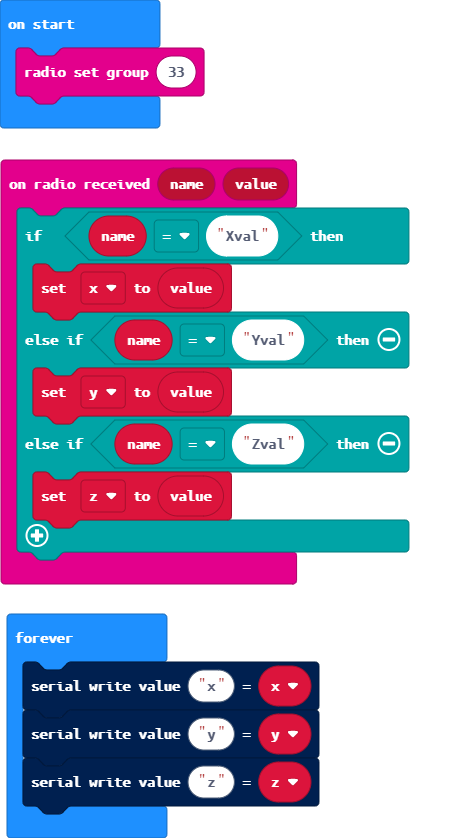 on start
radio set group 33
on radio received name value
if name = "Xval" then
set x to value
else if name = "Yval" then
set y to value
else if name = "Zval" then
set z to value
forever
serial write value "x" = x
serial write value "y" = y
serial write value "z" = z